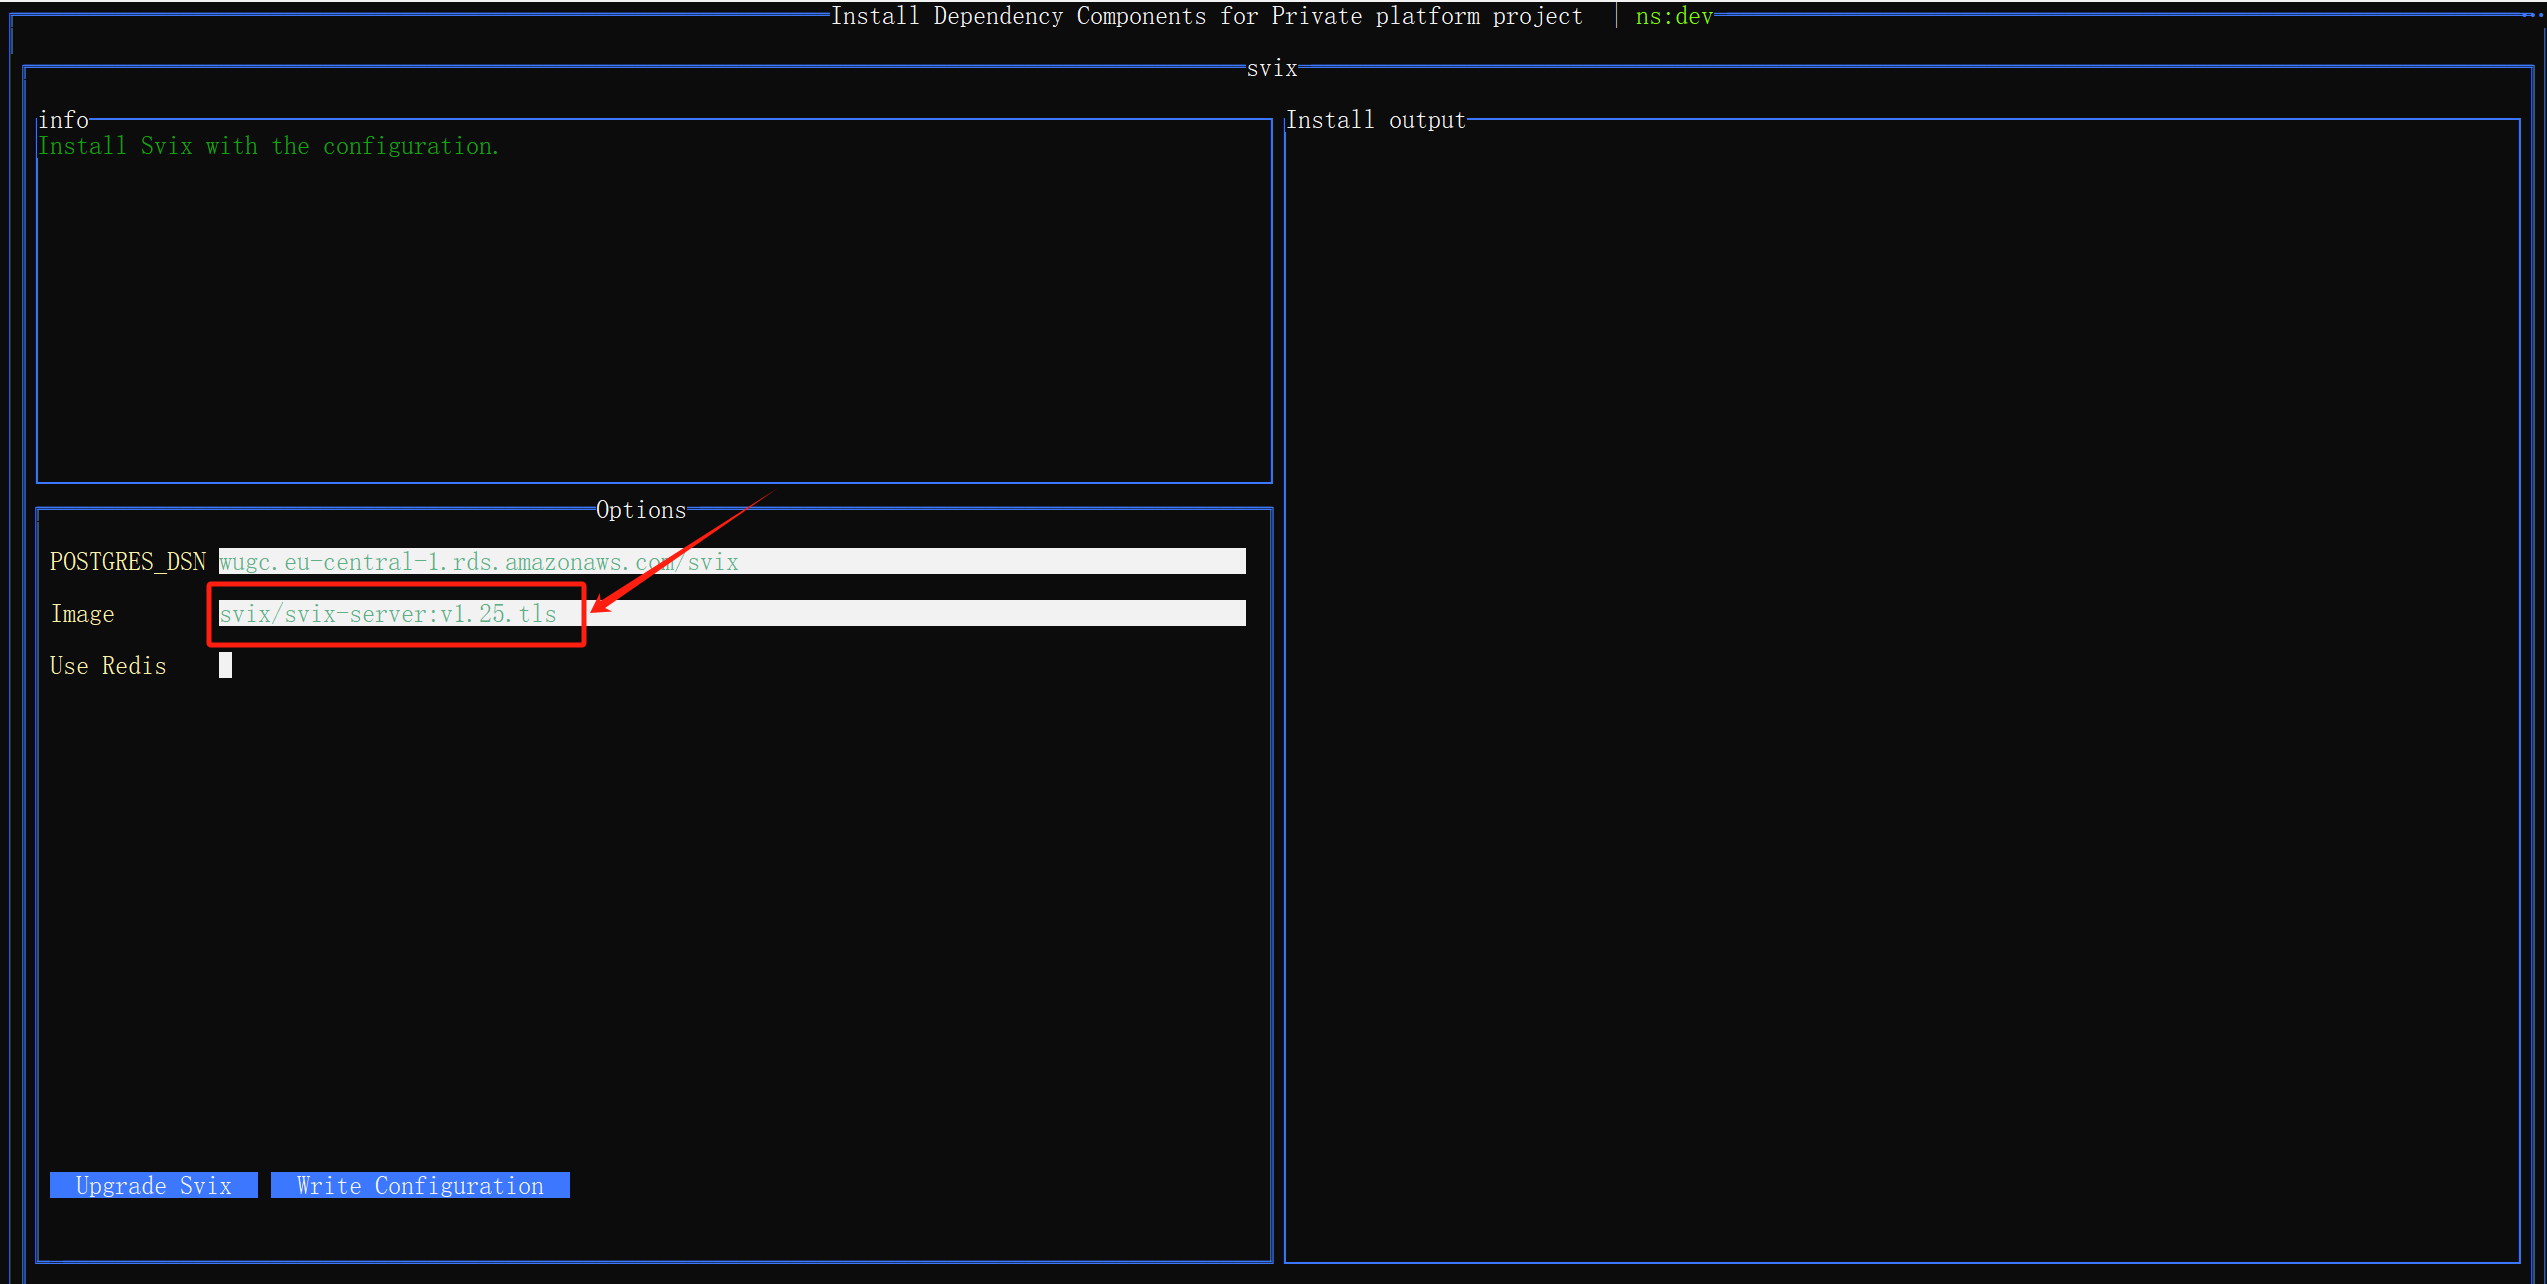 Install Dependency Components for Private platform project │ ns:dev
svix
info
Install Svix with the configuration.
Install output
Options
POSTGRES_DSN wugc.eu-central-1.rds.amazonaws.com/svix
Image svix/svix-server:v1.25.tls
Use Redis
Upgrade Svix Write Configuration